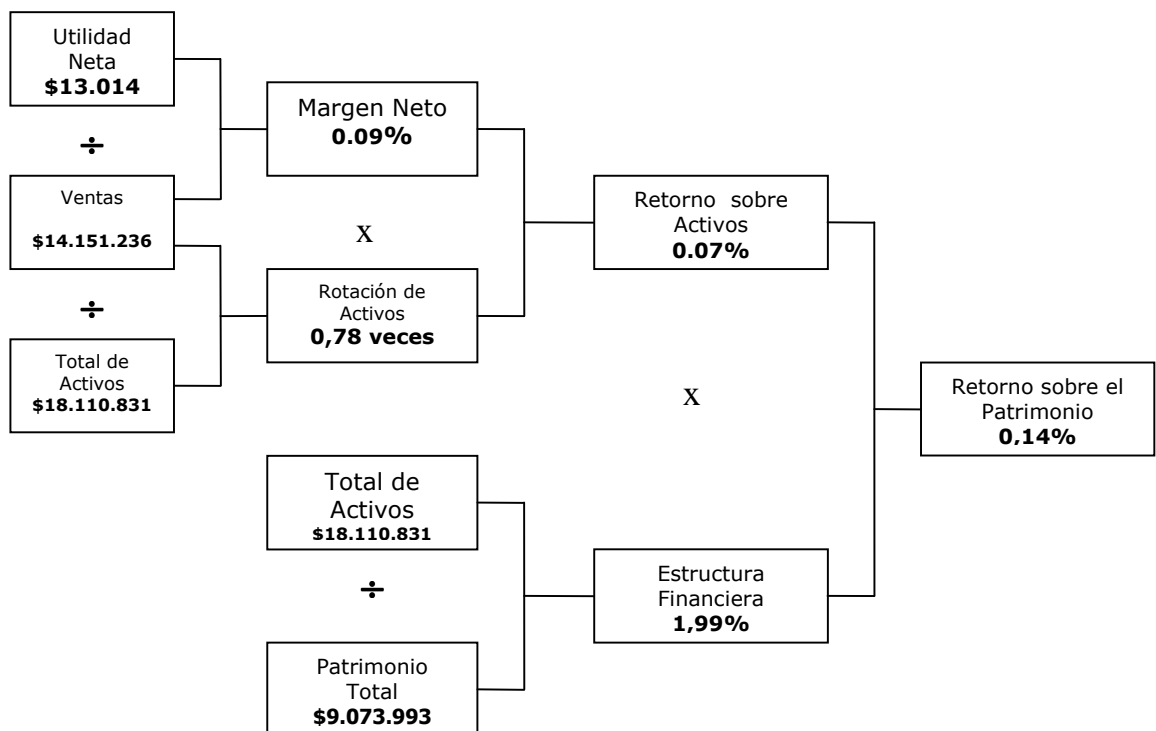 Utilidad
Neta
$13.014
÷
Ventas
$14.151.236
÷
Total de
Activos
$18.110.831
Margen Neto
0.09%
X
Rotación de
Activos
0,78 veces
Total de
Activos
$18.110.831
÷
Patrimonio
Total
$9.073.993
Retorno sobre
Activos
0.07%
X
Estructura
Financiera
1,99%
Retorno sobre el
Patrimonio
0,14%